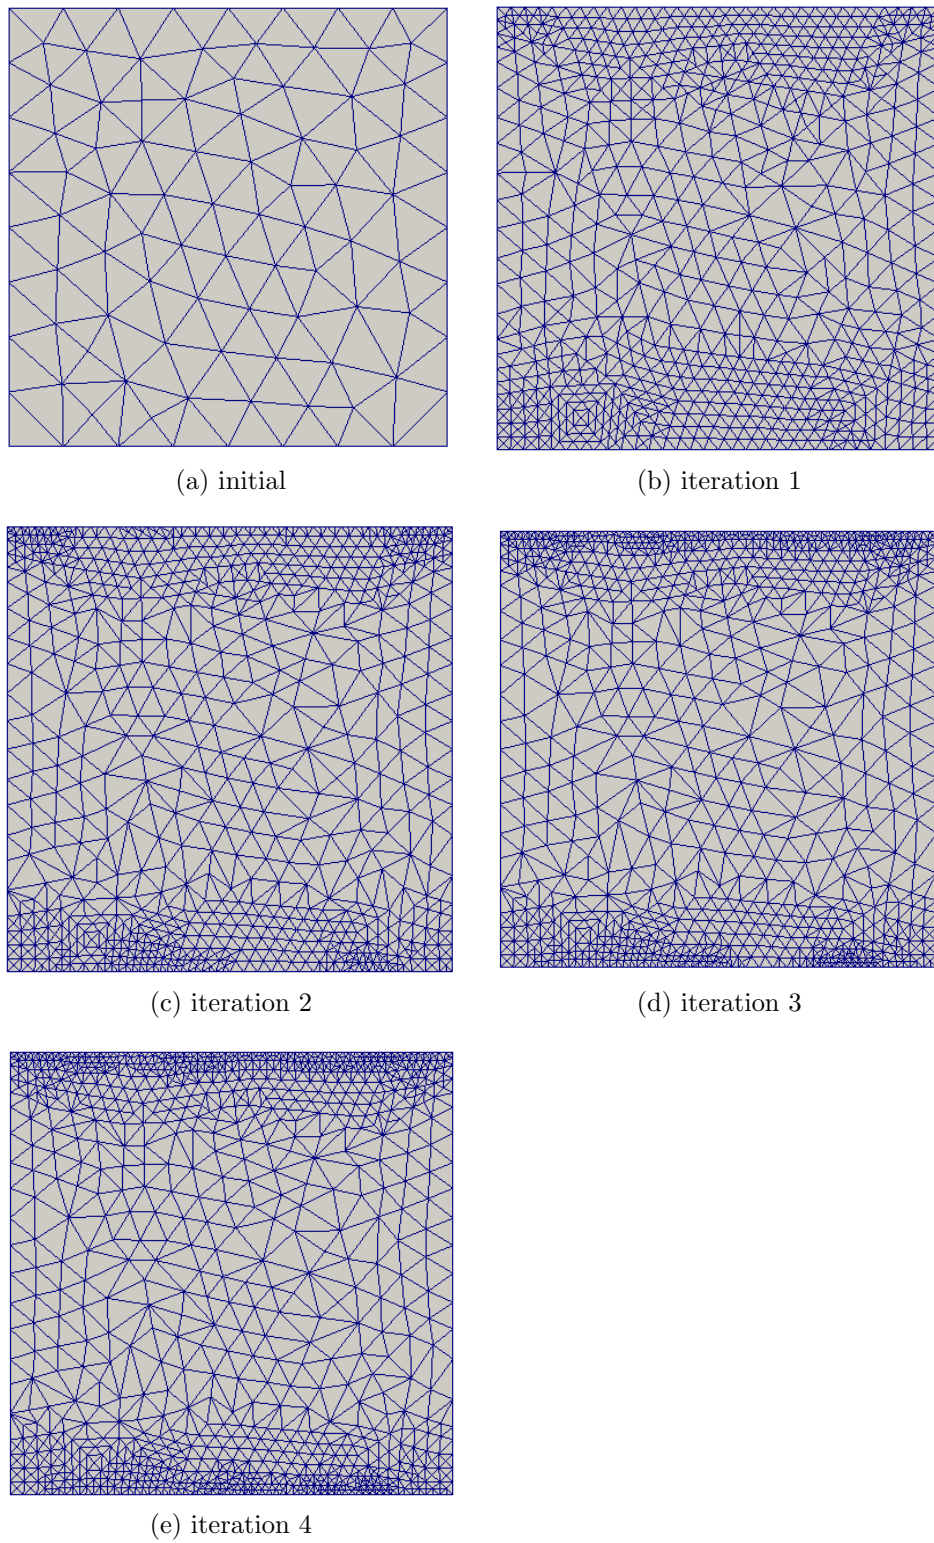 (a) initial
(b) iteration 1
(c) iteration 2
(d) iteration 3
(e) iteration 4